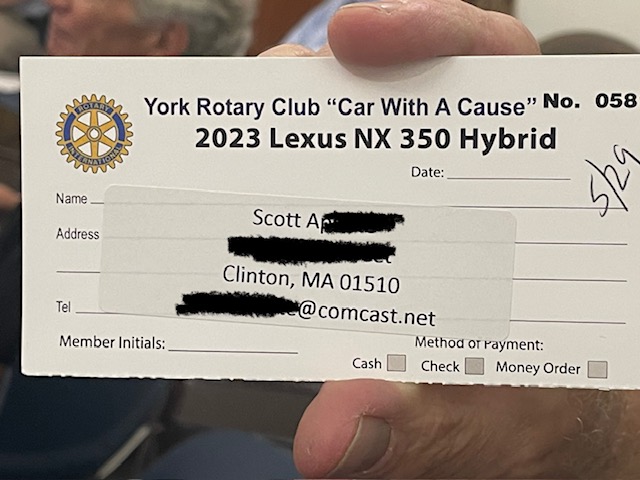 York Rotary Club "Car With A Cause" No. 058
2023 Lexus NX 350 Hybrid
ROTARY INTERNATIONAL
Date:
5/29
Name
Scott
Address
Clinton, MA 01510
Tel
@comcast.net
Member Initials:
Method of Payment:
Cash Check Money Order